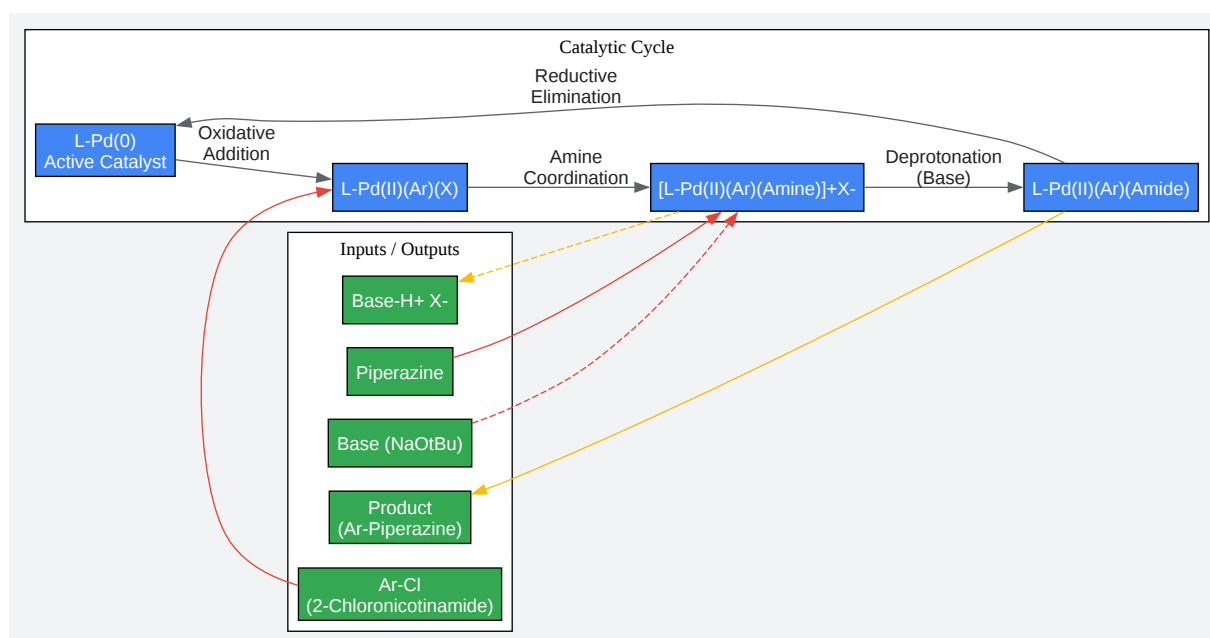 Catalytic Cycle
Reductive
Elimination
L-Pd(0)
Active Catalyst
Oxidative
Addition
L-Pd(II)(Ar)(X)
Amine
Coordination
[L-Pd(II)(Ar)(Amine)]+X-
Deprotonation
(Base)
L-Pd(II)(Ar)(Amide)
Inputs / Outputs
Base-H+ X-
Piperazine
Base (NaOtBu)
Product
(Ar-Piperazine)
Ar-Cl
(2-Chloronicotinamide)